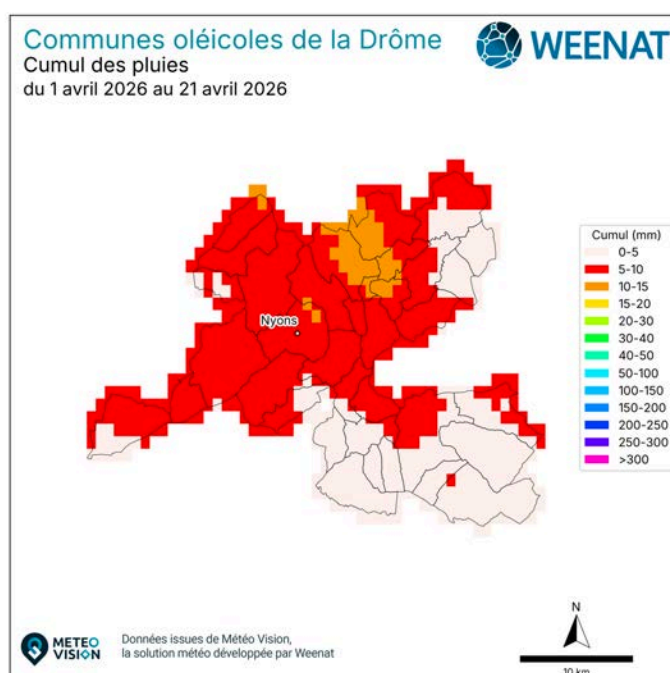 Communes oléicoles de la Drôme
WEENAT
Cumul des pluies
du 1 avril 2026 au 21 avril 2026
Cumul (mm)
0-5
5-10
10-15
15-20
20-30
30-40
40-50
50-100
100-150
150-200
200-250
250-300
>300
Nyons
N
METEO
VISION
Données issues de Météo Vision,
la solution météo développée par Weenat
10 km